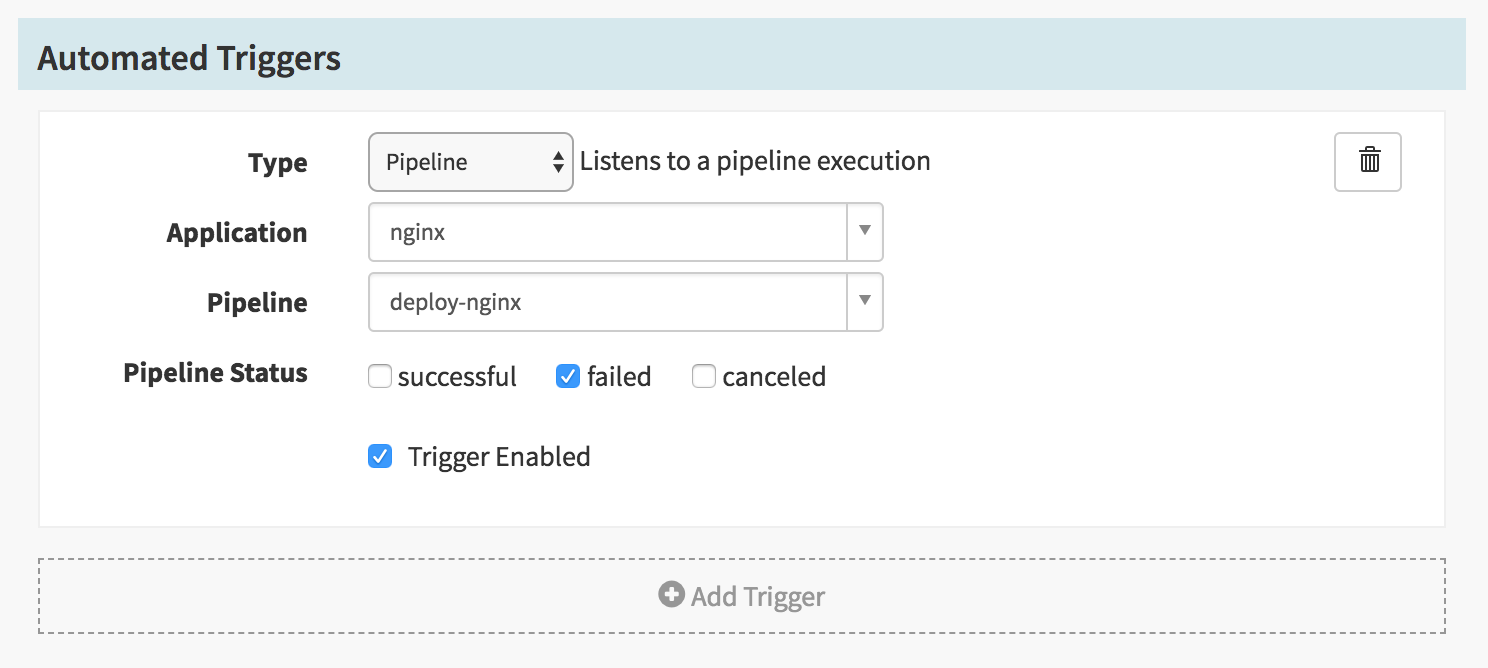 Automated Triggers
Type Pipeline Listens to a pipeline execution
Application nginx
Pipeline deploy-nginx
Pipeline Status successful failed canceled
Trigger Enabled
Add Trigger